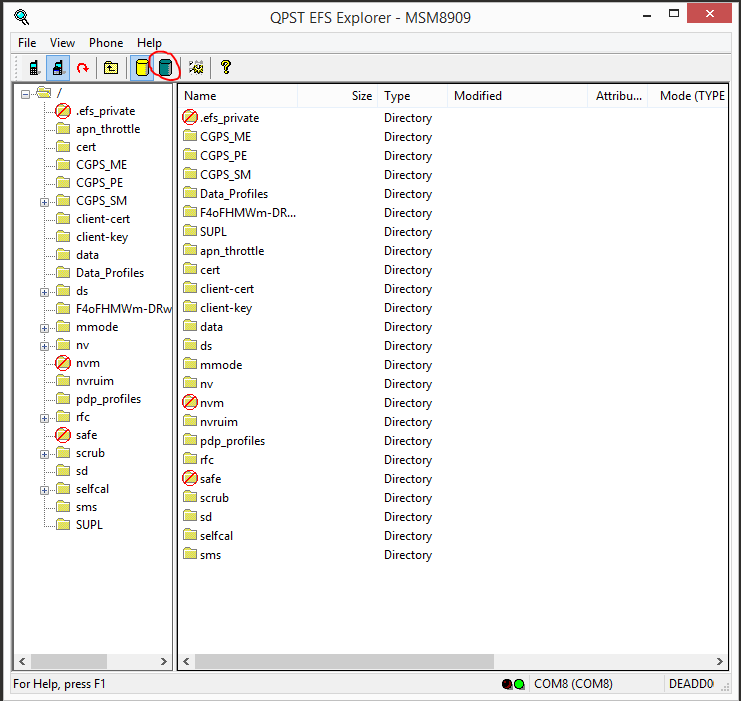 QPST EFS Explorer - MSM8909
File View Phone Help
/
.efs_private
apn_throttle
cert
CGPS_ME
CGPS_PE
CGPS_SM
client-cert
client-key
data
Data_Profiles
ds
F4oFHMWm-DRw
mmode
nv
nvm
nvruim
pdp_profiles
rfc
safe
scrub
sd
selfcal
sms
SUPL
Name Size Type Modified Attribu... Mode (TYPE
.efs_private Directory
CGPS_ME Directory
CGPS_PE Directory
CGPS_SM Directory
Data_Profiles Directory
F4oFHMWm-DR... Directory
SUPL Directory
apn_throttle Directory
cert Directory
client-cert Directory
client-key Directory
data Directory
ds Directory
mmode Directory
nv Directory
nvm Directory
nvruim Directory
pdp_profiles Directory
rfc Directory
safe Directory
scrub Directory
sd Directory
selfcal Directory
sms Directory
For Help, press F1 COM8 (COM8) DEADD0